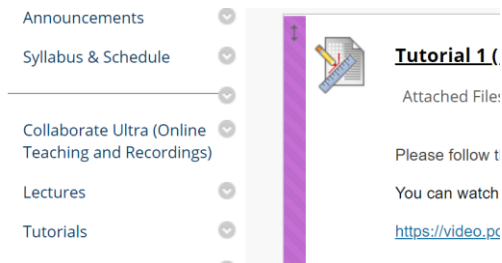 Announcements
Syllabus & Schedule
Collaborate Ultra (Online
Teaching and Recordings)
Lectures
Tutorials
Tutorial 1 (
Attached Files
Please follow
You can watch
https://video.po